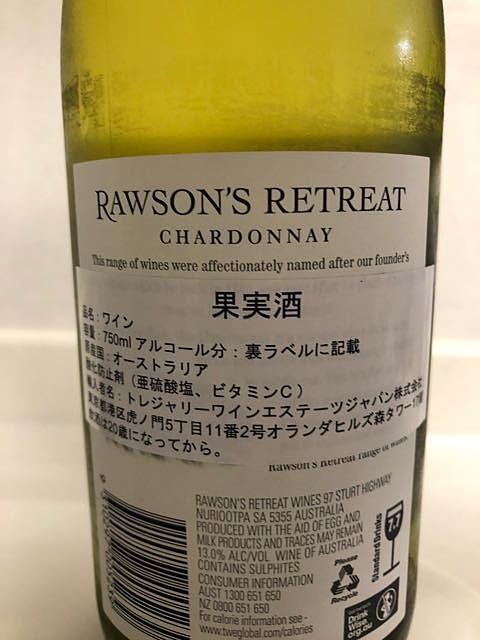 RAWSON'S RETREAT
CHARDONNAY
This range of wines were affectionately named after our founder's
果実酒
品名：ワイン
容量：750ml アルコール分：裏ラベルに記載
原産国：オーストラリア
酸化防止剤（亜硫酸塩、ビタミンC）
輸入者名：トレジャリーワインエステーツジャパン株式会社
東京都港区虎ノ門5丁目11番2号オランダヒルズ森タワー17階
お酒は20歳になってから。
Rawson's Retreat range of wines.
RAWSON'S RETREAT WINES 97 STURT HIGHWAY
NURIOOTPA SA 5355 AUSTRALIA
PRODUCED WITH THE AID OF EGG AND
MILK PRODUCTS AND TRACES MAY REMAIN
13.0% ALC/VOL WINE OF AUSTRALIA
CONTAINS SULPHITES
CONSUMER INFORMATION
AUST 1300 651 650
NZ 0800 651 650
For calorie information see -
www.tweglobal.com/calories
Please
Recycle
Standard Drinks
7.7
Drink
Wise
.org.au